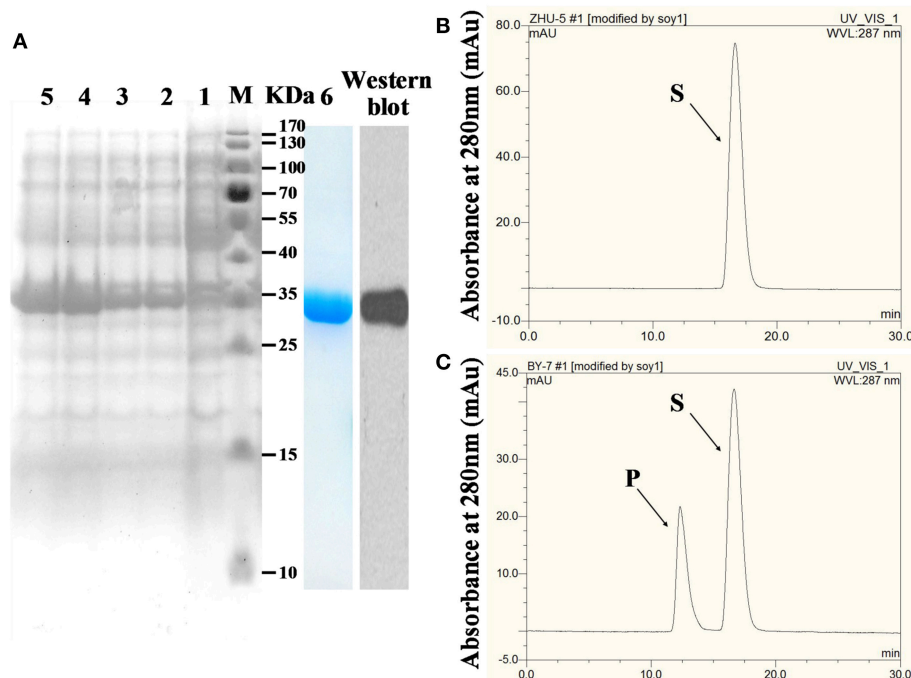 A
5 4 3 2 1 M KDa 6 Western blot
170
130
100
70
55
40
35
25
15
10
B
ZHU-5 #1 [modified by soy1] UV_VIS_1
mAU WVL:287 nm
Absorbance at 280nm (mAu)
80.0
60.0
40.0
20.0
-10.0
S
min
0.0 10.0 20.0 30.0
C
BY-7 #1 [modified by soy1] UV_VIS_1
mAU WVL:287 nm
Absorbance at 280nm (mAu)
45.0
30.0
20.0
10.0
-5.0
S
P
min
0.0 10.0 20.0 30.0